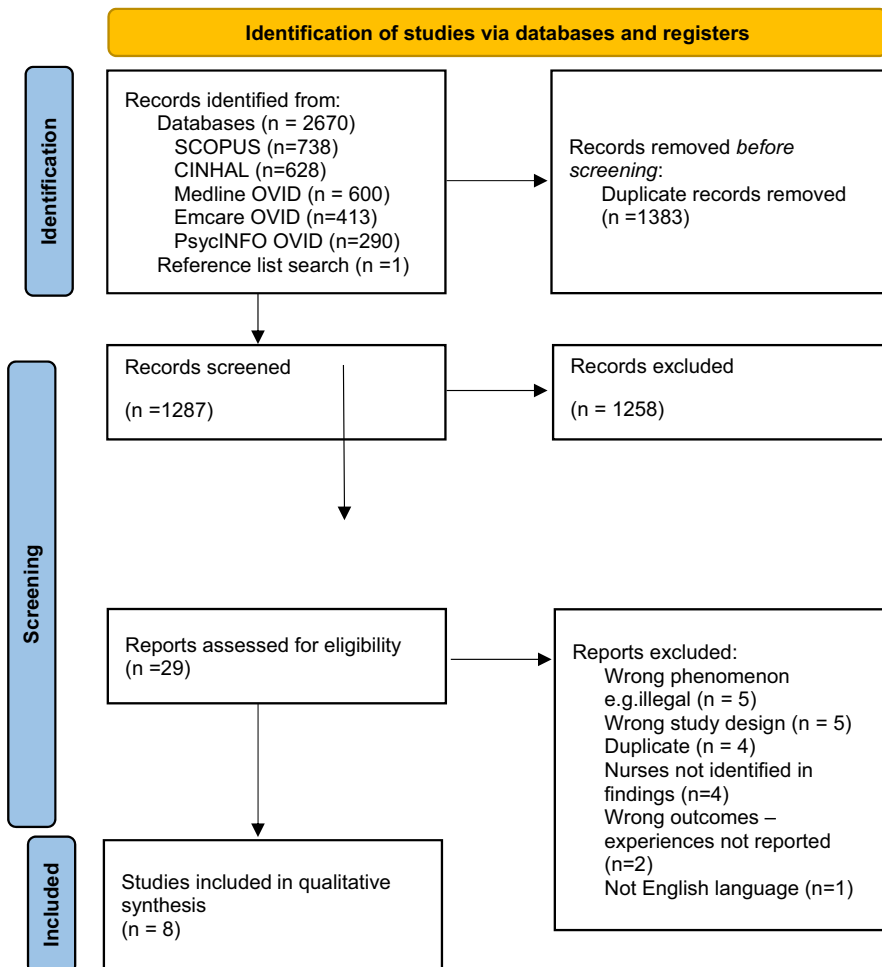 Identification of studies via databases and registers
Identification
Records identified from:
Databases (n = 2670)
SCOPUS (n=738)
CINHAL (n=628)
Medline OVID (n = 600)
Emcare OVID (n=413)
PsycINFO OVID (n=290)
Reference list search (n =1)
Records removed before
screening:
Duplicate records removed
(n =1383)
Screening
Records screened
(n =1287)
Records excluded
(n = 1258)
Reports assessed for eligibility
(n =29)
Reports excluded:
Wrong phenomenon
e.g.illegal (n = 5)
Wrong study design (n = 5)
Duplicate (n = 4)
Nurses not identified in
findings (n=4)
Wrong outcomes –
experiences not reported
(n=2)
Not English language (n=1)
Included
Studies included in qualitative
synthesis
(n = 8)